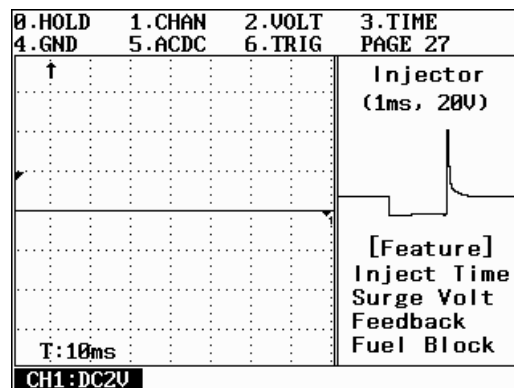 0.HOLD 1.CHAN 2.VOLT 3.TIME
4.GND 5.ACDC 6.TRIG PAGE 27
Injector
(1ms, 20V)
[Feature]
Inject Time
Surge Volt
Feedback
Fuel Block
T:10ms
CH1:DC2V